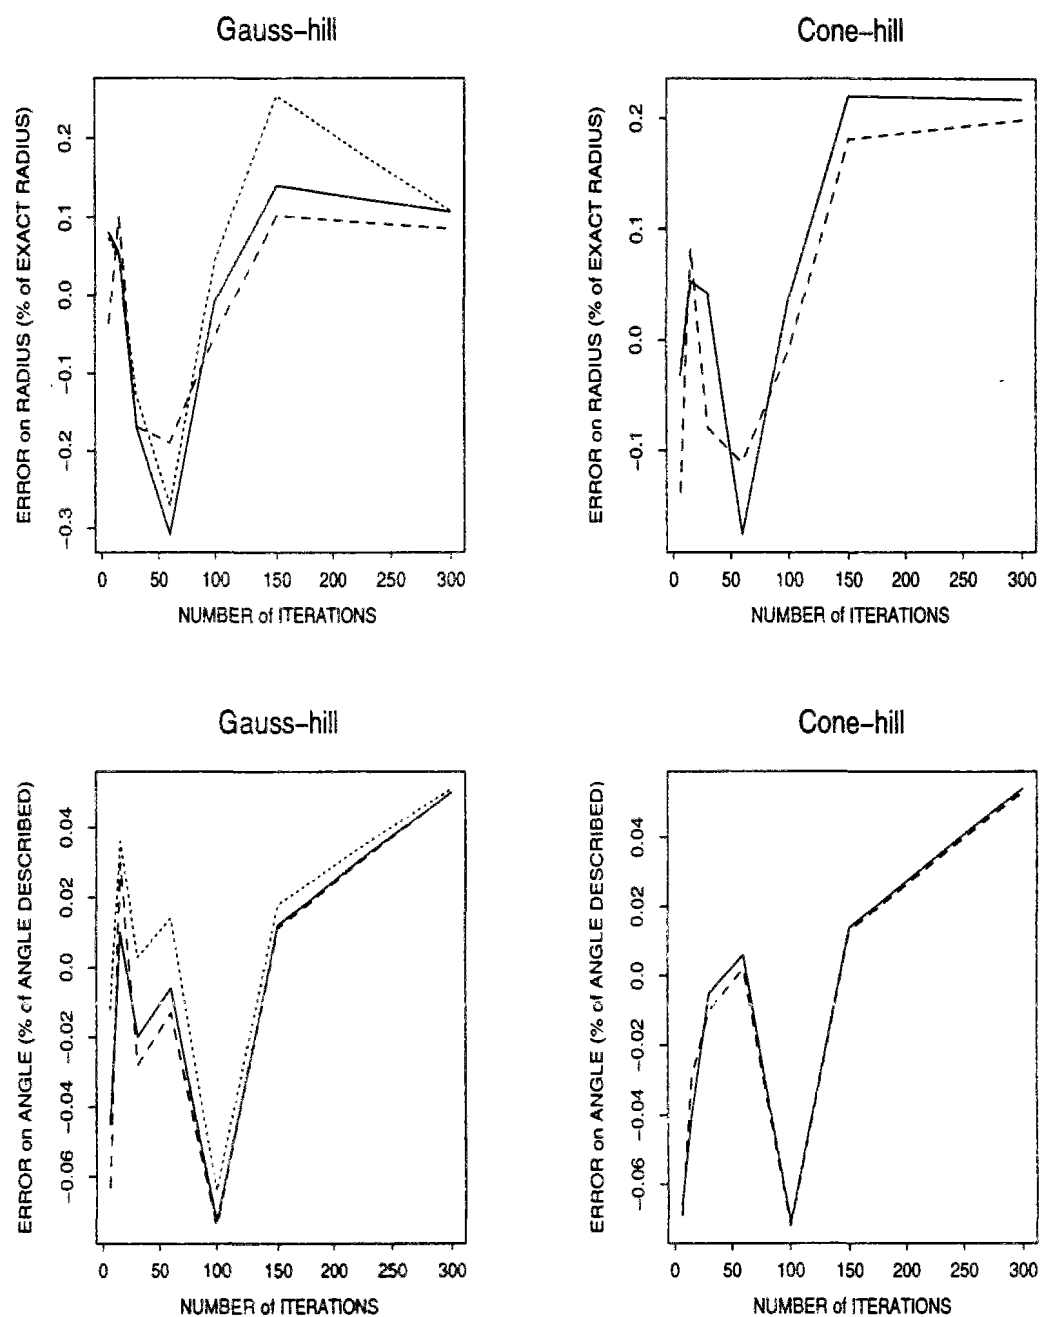 Gauss-hill
ERROR on RADIUS (% of EXACT RADIUS)
0.2
0.1
0.0
-0.1
-0.2
-0.3
0 50 100 150 200 250 300
NUMBER of ITERATIONS
Cone-hill
ERROR on RADIUS (% of EXACT RADIUS)
0.2
0.1
0.0
-0.1
0 50 100 150 200 250 300
NUMBER of ITERATIONS
Gauss-hill
ERROR on ANGLE (% of ANGLE DESCRIBED)
0.04
0.02
0.0
-0.02
-0.04
-0.06
0 50 100 150 200 250 300
NUMBER of ITERATIONS
Cone-hill
ERROR on ANGLE (% of ANGLE DESCRIBED)
0.04
0.02
0.0
-0.02
-0.04
-0.06
0 50 100 150 200 250 300
NUMBER of ITERATIONS